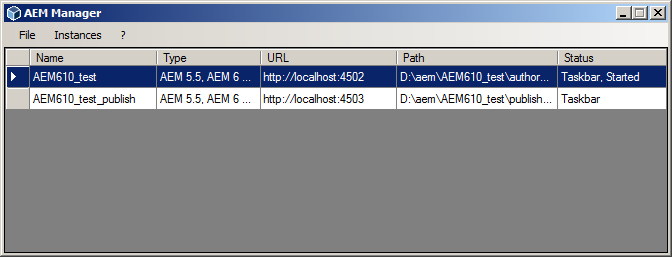 AEM Manager
File Instances ?
Name Type URL Path Status
AEM610_test AEM 5.5, AEM 6 ... http://localhost:4502 D:\aem\AEM610_test\author... Taskbar, Started
AEM610_test_publish AEM 5.5, AEM 6 ... http://localhost:4503 D:\aem\AEM610_test\publish... Taskbar